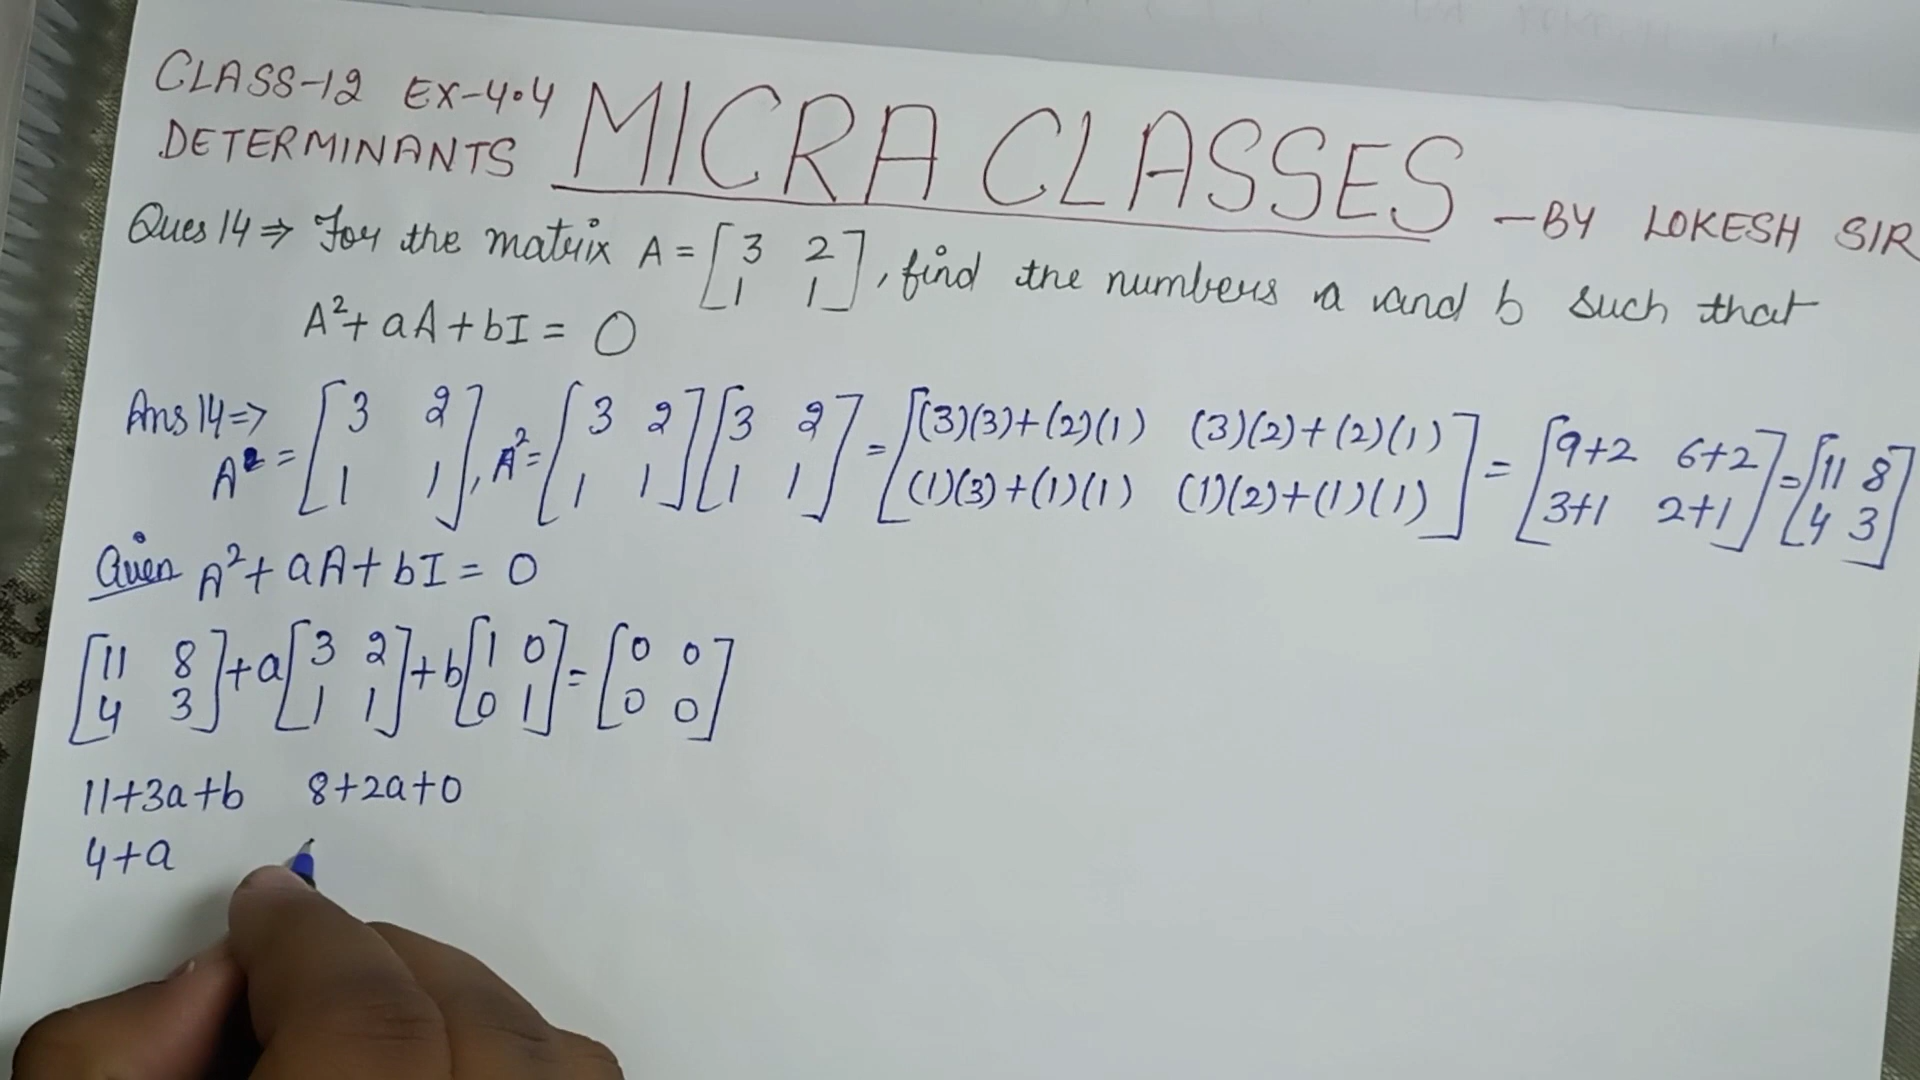 CLASS-12 EX-4.4
DETERMINANTS
MICRA CLASSES
-BY LOKESH SIR
Ques 14⇒ For the matrix A = [3 2
1 1], find the numbers a and b such that
A²+aA+bI = O
Ans 14⇒
A = [3 2
1 1], A² = [3 2
1 1] [3 2
1 1] = [(3)(3)+(2)(1) (3)(2)+(2)(1)
(1)(3)+(1)(1) (1)(2)+(1)(1)] = [9+2 6+2
3+1 2+1] = [11 8
4 3]
Given A²+aA+bI = 0
[11 8
4 3] +a [3 2
1 1] +b [1 0
0 1] = [0 0
0 0]
11+3a+b 8+2a+0
4+a